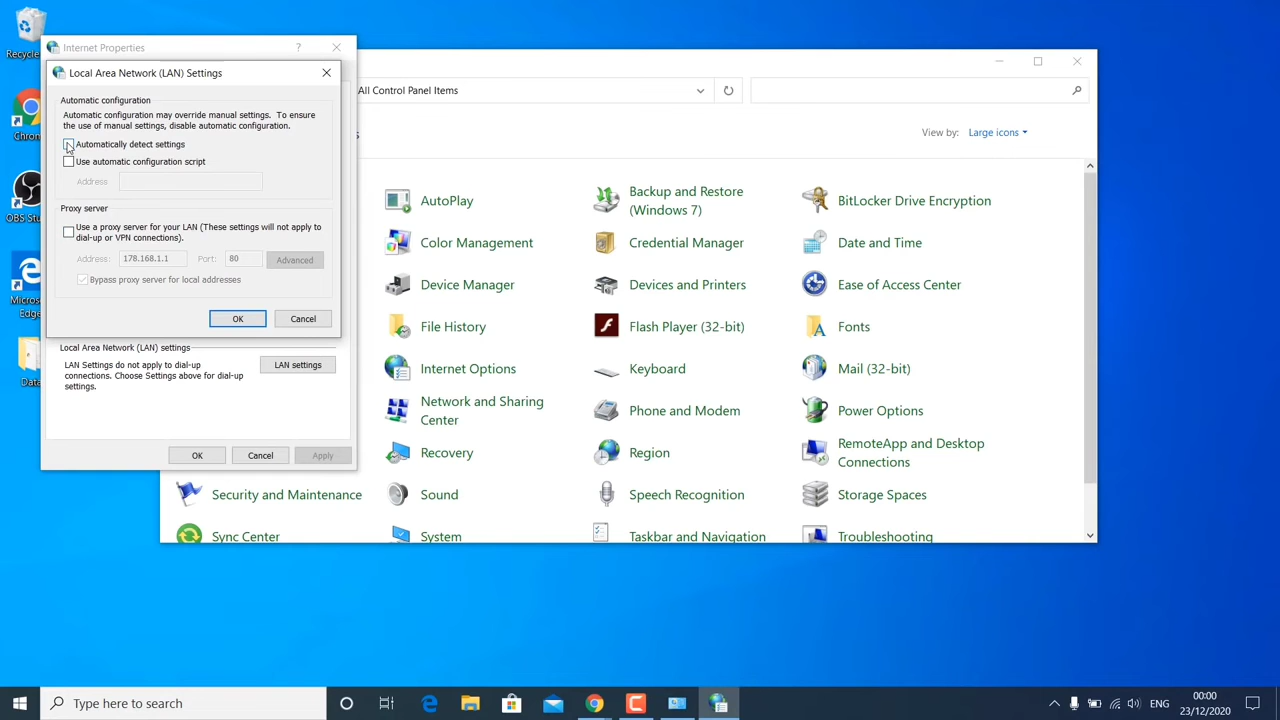 Recycle
Chrom
OBS Stu
Micros
Edge
Data
Internet Properties
?
Local Area Network (LAN) Settings
Automatic configuration
Automatic configuration may override manual settings. To ensure
the use of manual settings, disable automatic configuration.
Automatically detect settings
Use automatic configuration script
Address
Proxy server
Use a proxy server for your LAN (These settings will not apply to
dial-up or VPN connections).
Address: 178.168.1.1 Port: 80 Advanced
Bypass proxy server for local addresses
OK Cancel
Local Area Network (LAN) settings
LAN Settings do not apply to dial-up
connections. Choose Settings above for dial-up
settings.
LAN settings
OK Cancel Apply
All Control Panel Items
s
View by: Large icons
AutoPlay
Backup and Restore
(Windows 7)
BitLocker Drive Encryption
Color Management
Credential Manager
Date and Time
Device Manager
Devices and Printers
Ease of Access Center
File History
Flash Player (32-bit)
Fonts
Internet Options
Keyboard
Mail (32-bit)
Network and Sharing
Center
Phone and Modem
Power Options
Recovery
Region
RemoteApp and Desktop
Connections
Security and Maintenance
Sound
Speech Recognition
Storage Spaces
Sync Center
System
Taskbar and Navigation
Troubleshooting
Type here to search
ENG
00:00
23/12/2020